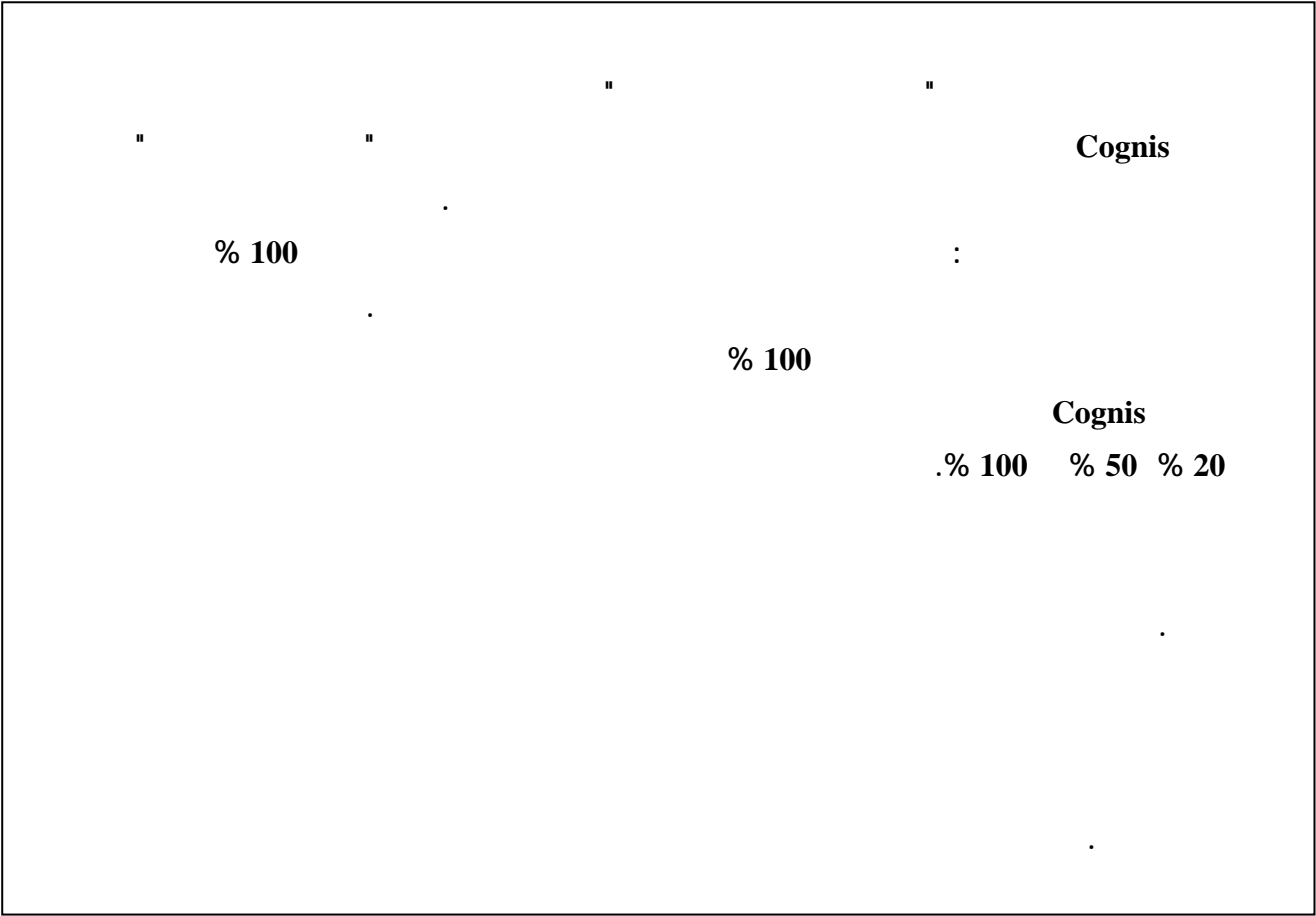 " "
Cognis " "
.
: 100 %
.
100 %
Cognis
20 % 50 % 100 %.
.
.